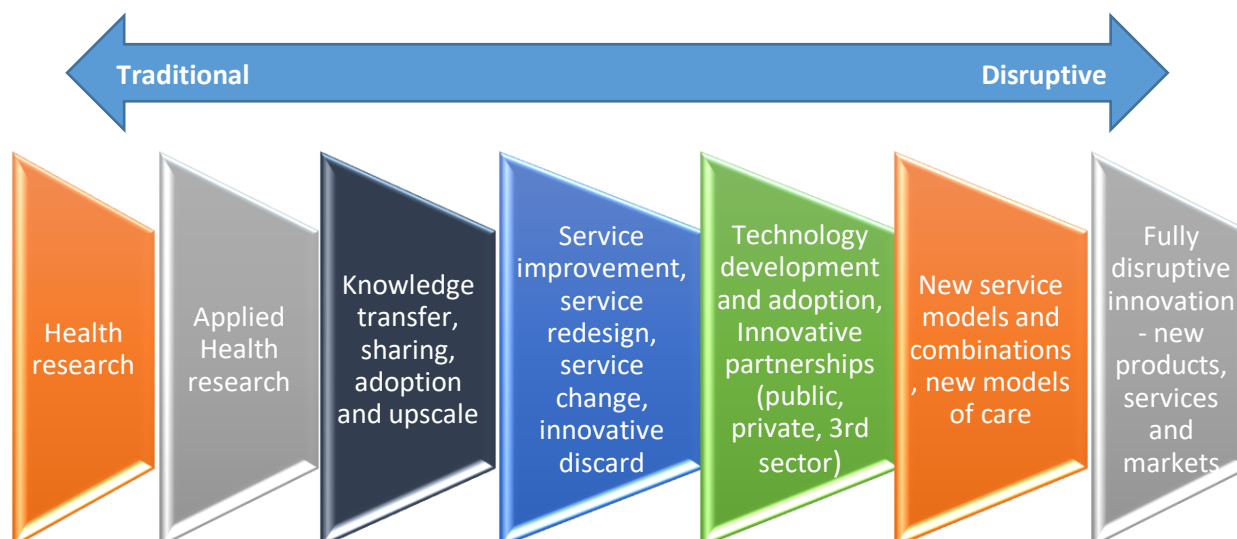 Traditional
Disruptive
Health
research
Applied
Health
research
Knowledge
transfer,
sharing,
adoption
and upscale
Service
improvement,
service
redesign,
service
change,
innovative
discard
Technology
development
and adoption,
Innovative
partnerships
(public,
private, 3rd
sector)
New service
models and
combinations
, new models
of care
Fully
disruptive
innovation
- new
products,
services
and
markets